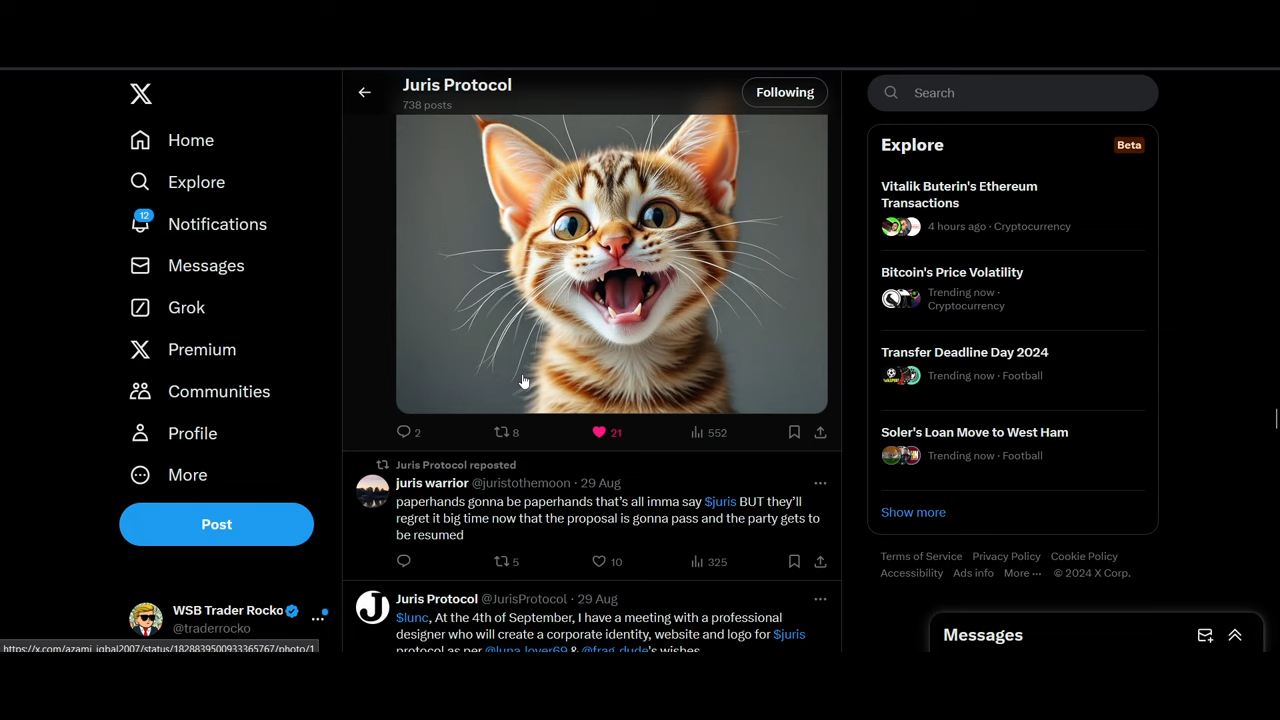 Home
Explore
12
Notifications
Messages
Grok
Premium
Communities
Profile
More
Post
WSB Trader Rocko
@traderrocko
https://x.com/azami_iqbal2007/status/1828839500933365767/photo/1
Juris Protocol
738 posts
Following
2
8
21
552
Juris Protocol reposted
juris warrior @juristothemoon · 29 Aug
paperhands gonna be paperhands that's all imma say $juris BUT they'll
regret it big time now that the proposal is gonna pass and the party gets to
be resumed
5
10
325
Juris Protocol @JurisProtocol · 29 Aug
$lunc, At the 4th of September, I have a meeting with a professional
designer who will create a corporate identity, website and logo for $juris
protocol as per @luna_lover69 & @frag_dude's wishes
Search
Explore
Beta
Vitalik Buterin's Ethereum
Transactions
4 hours ago · Cryptocurrency
Bitcoin's Price Volatility
Trending now ·
Cryptocurrency
Transfer Deadline Day 2024
Trending now · Football
Soler's Loan Move to West Ham
Trending now · Football
Show more
Terms of Service Privacy Policy Cookie Policy
Accessibility Ads info More ··· © 2024 X Corp.
Messages